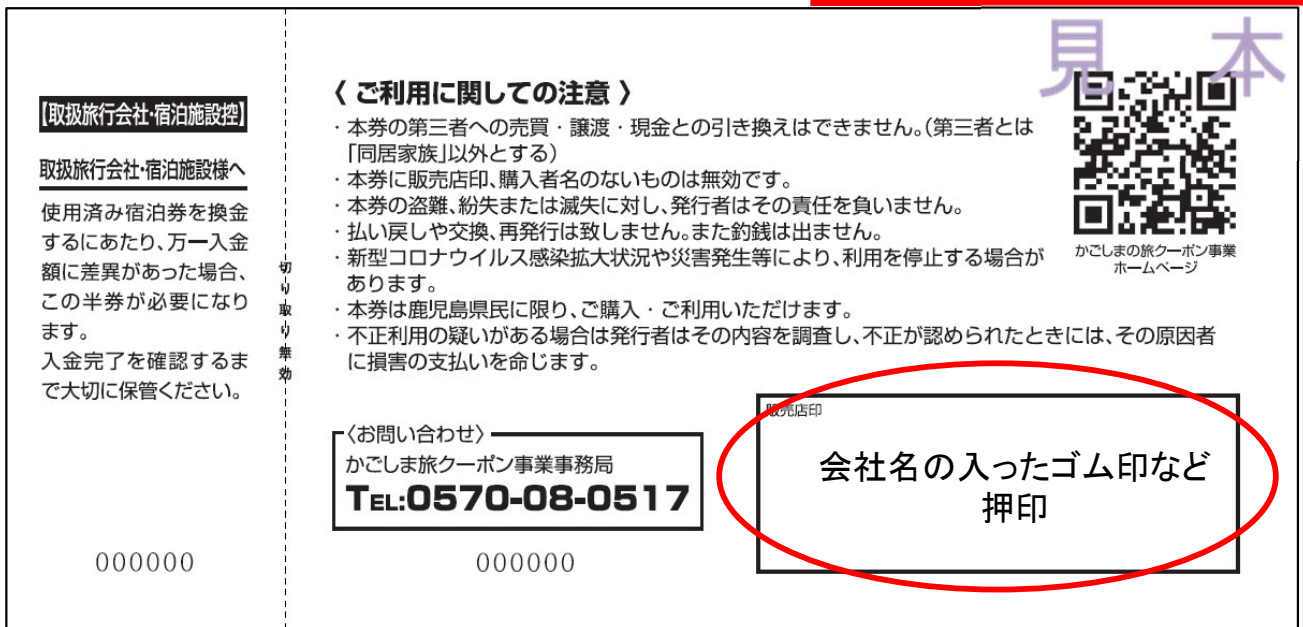 見本
【取扱旅行会社・宿泊施設控】
取扱旅行会社・宿泊施設様へ
使用済み宿泊券を換金
するにあたり、万一入金
額に差異があった場合、
この半券が必要になり
ます。
入金完了を確認するま
で大切に保管ください。
000000
切り取り無効
〈 ご利用に関しての注意 〉
・本券の第三者への売買・譲渡・現金との引き換えはできません。(第三者とは
「同居家族」以外とする)
・本券に販売店印、購入者名のないものは無効です。
・本券の盗難、紛失または滅失に対し、発行者はその責任を負いません。
・払い戻しや交換、再発行は致しません。また釣銭は出ません。
・新型コロナウイルス感染拡大状況や災害発生等により、利用を停止する場合が
あります。
・本券は鹿児島県民に限り、ご購入・ご利用いただけます。
・不正利用の疑いがある場合は発行者はその内容を調査し、不正が認められたときには、その原因者
に損害の支払いを命じます。
かごしまの旅クーポン事業
ホームページ
〈お問い合わせ〉
かごしま旅クーポン事業事務局
TEL:0570-08-0517
000000
販売店印
会社名の入ったゴム印など
押印